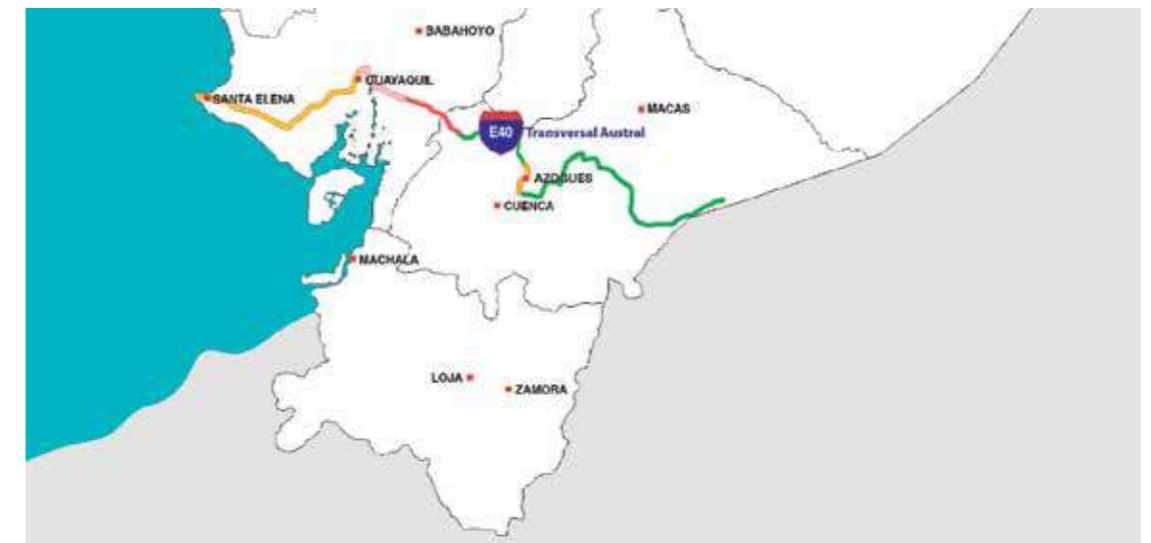 BABAHOYO
GUAYAQUIL
SANTA ELENA
MACAS
E40 Transversal Austral
AZOGUES
CUENCA
MACHALA
LOJA
ZAMORA